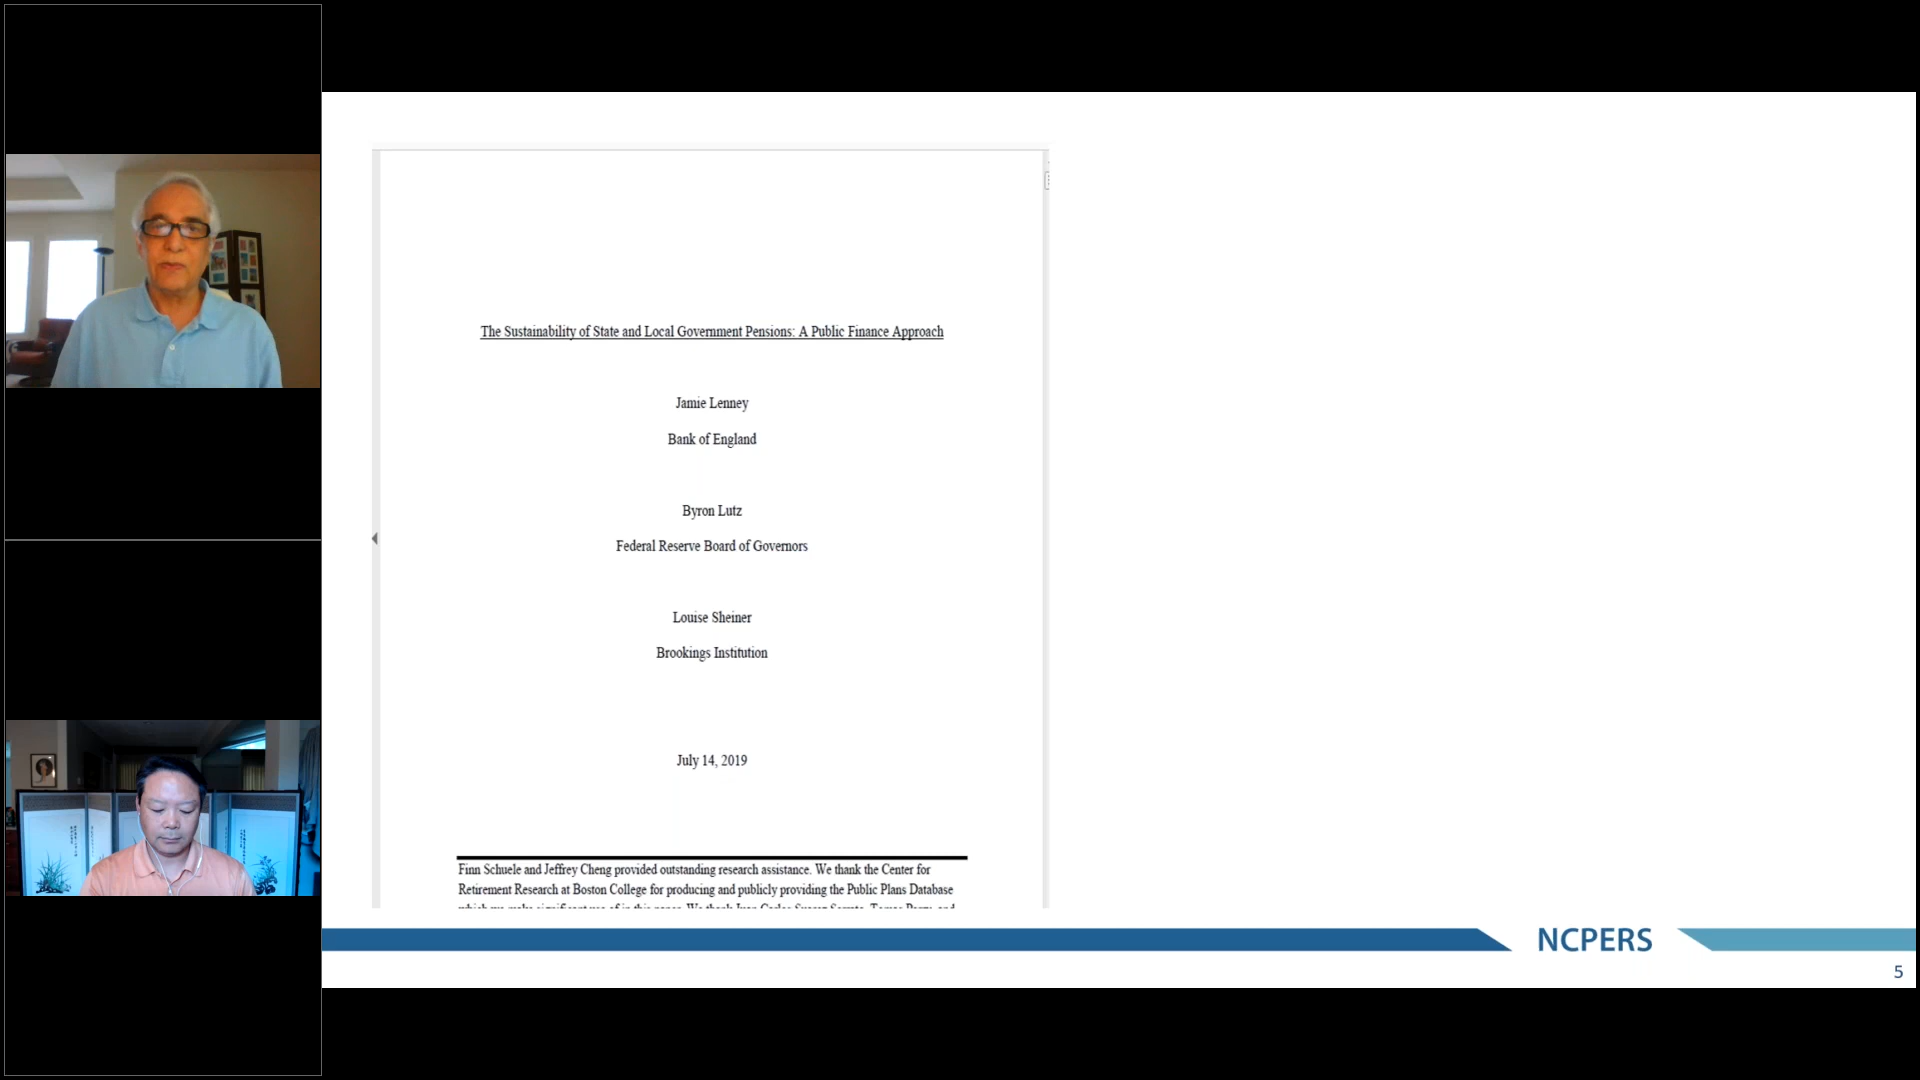 The Sustainability of State and Local Government Pensions: A Public Finance Approach
Jamie Lenney
Bank of England
Byron Lutz
Federal Reserve Board of Governors
Louise Sheiner
Brookings Institution
July 14, 2019
Finn Schuele and Jeffrey Cheng provided outstanding research assistance. We thank the Center for
Retirement Research at Boston College for producing and publicly providing the Public Plans Database
NCPERS
5